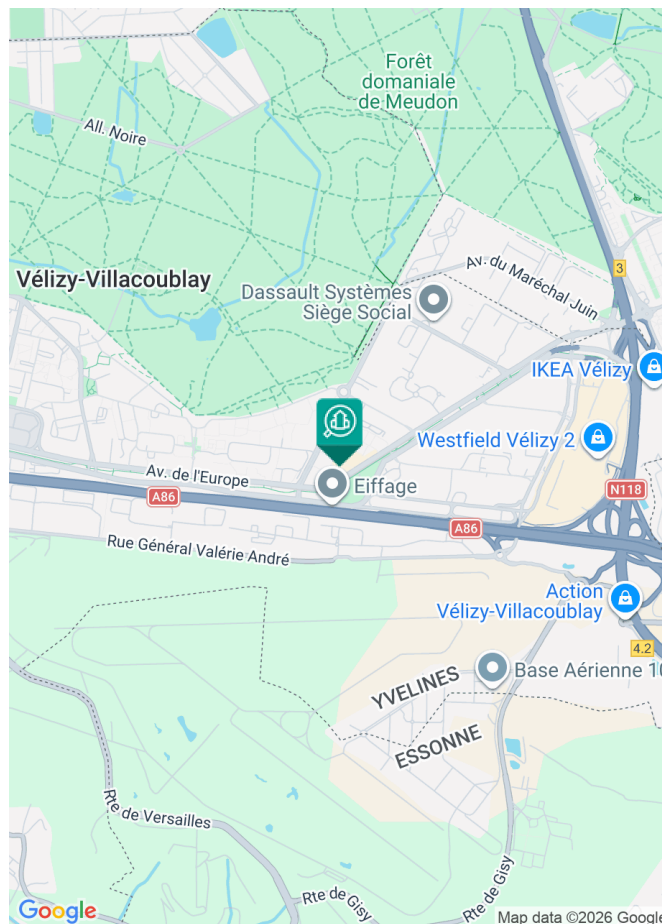 Forêt
domaniale
de Meudon
All. Noire
Vélizy-Villacoublay
Av. du Maréchal Juin
3
Dassault Systèmes
Siège Social
IKEA Vélizy
Westfield Vélizy 2
Av. de l'Europe
Eiffage
A86
N118
A86
Rue Général Valérie André
Action
Vélizy-Villacoublay
4.2
Base Aérienne 10
YVELINES
ESSONNE
Rte de Versailles
Rte de Gisy
Rte de Gisy
Google
Map data ©2026 Google